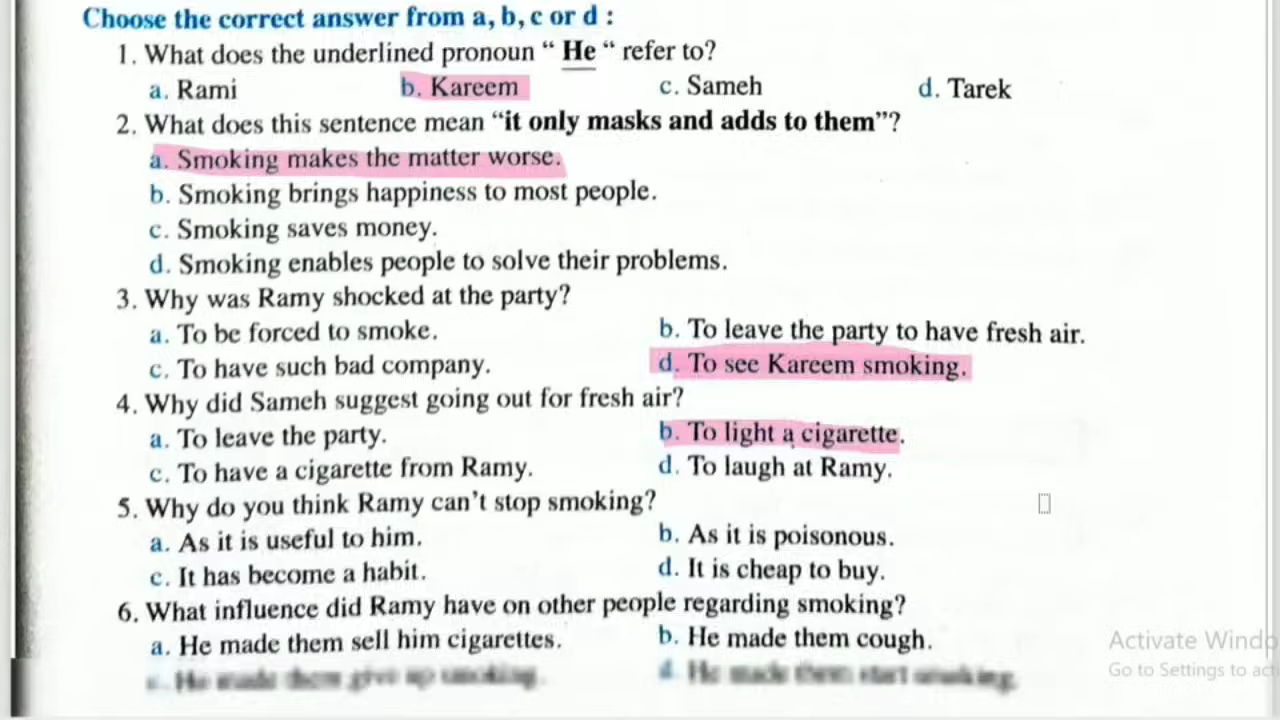 Choose the correct answer from a, b, c or d :
1. What does the underlined pronoun “ He “ refer to?
a. Rami b. Kareem c. Sameh d. Tarek
2. What does this sentence mean “it only masks and adds to them”?
a. Smoking makes the matter worse.
b. Smoking brings happiness to most people.
c. Smoking saves money.
d. Smoking enables people to solve their problems.
3. Why was Ramy shocked at the party?
a. To be forced to smoke. b. To leave the party to have fresh air.
c. To have such bad company. d. To see Kareem smoking.
4. Why did Sameh suggest going out for fresh air?
a. To leave the party. b. To light a cigarette.
c. To have a cigarette from Ramy. d. To laugh at Ramy.
5. Why do you think Ramy can’t stop smoking?
a. As it is useful to him. b. As it is poisonous.
c. It has become a habit. d. It is cheap to buy.
6. What influence did Ramy have on other people regarding smoking?
a. He made them sell him cigarettes. b. He made them cough.
Activate Windo
Go to Settings to acti